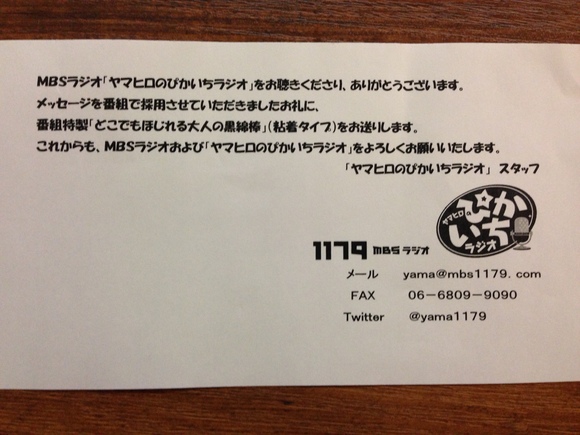 MBSラジオ「ヤマヒロのぴかいちラジオ」をお聴きくださり、ありがとうございます。
メッセージを番組で採用させていただきましたお礼に、
番組特製「どこでもほじれる大人の黒綿棒」(粘着タイプ)をお送りします。
これからも、MBSラジオおよび「ヤマヒロのぴかいちラジオ」をよろしくお願いいたします。
「ヤマヒロのぴかいちラジオ」 スタッフ
ヤマヒロの
ぴかいち
ラジオ
1179 MBSラジオ
メール yama@mbs1179.com
FAX 06-6809-9090
Twitter @yama1179